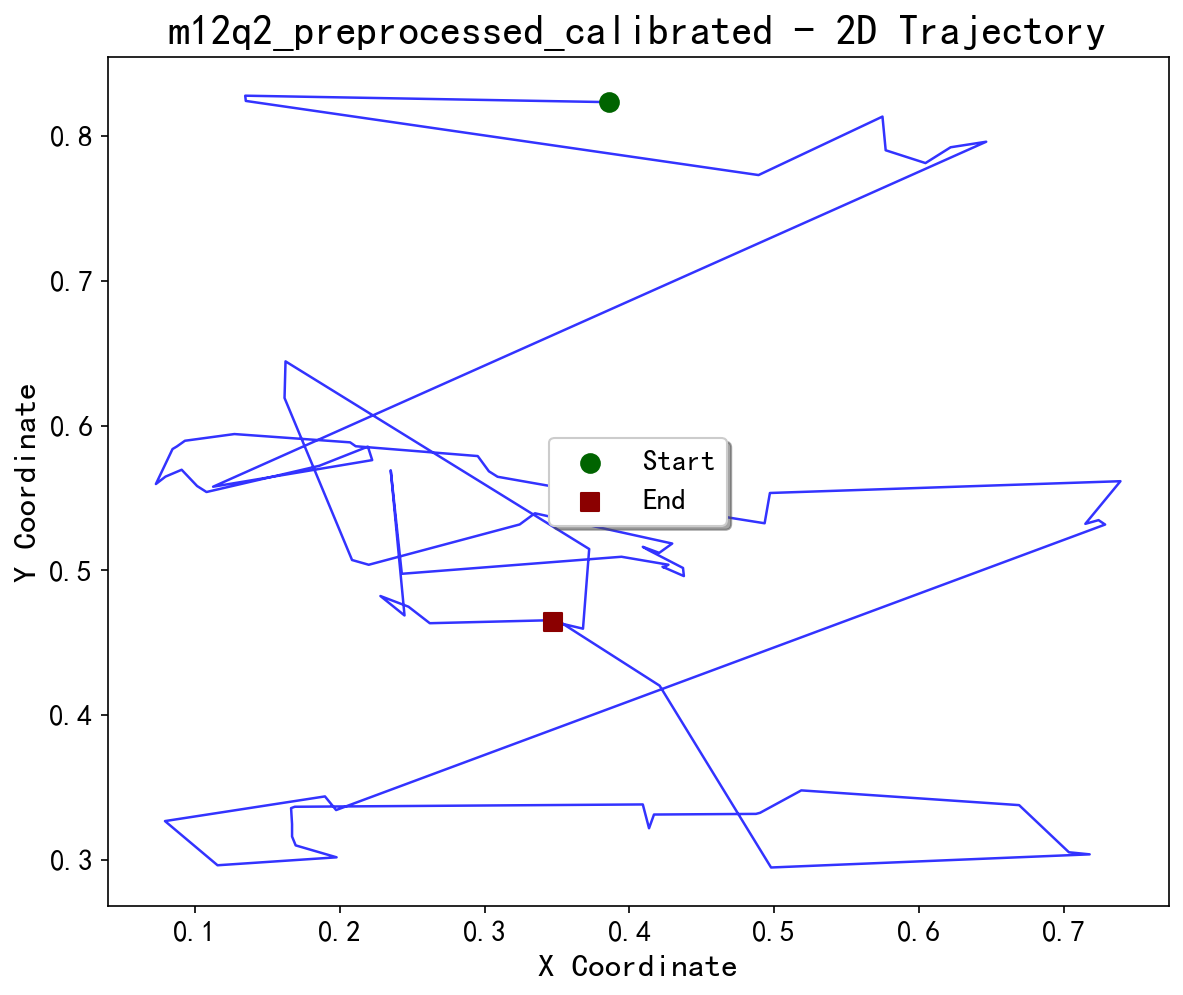 m12q2_preprocessed_calibrated - 2D Trajectory
Y Coordinate
0.8
0.7
0.6
0.5
0.4
0.3
Start
End
0.1 0.2 0.3 0.4 0.5 0.6 0.7
X Coordinate